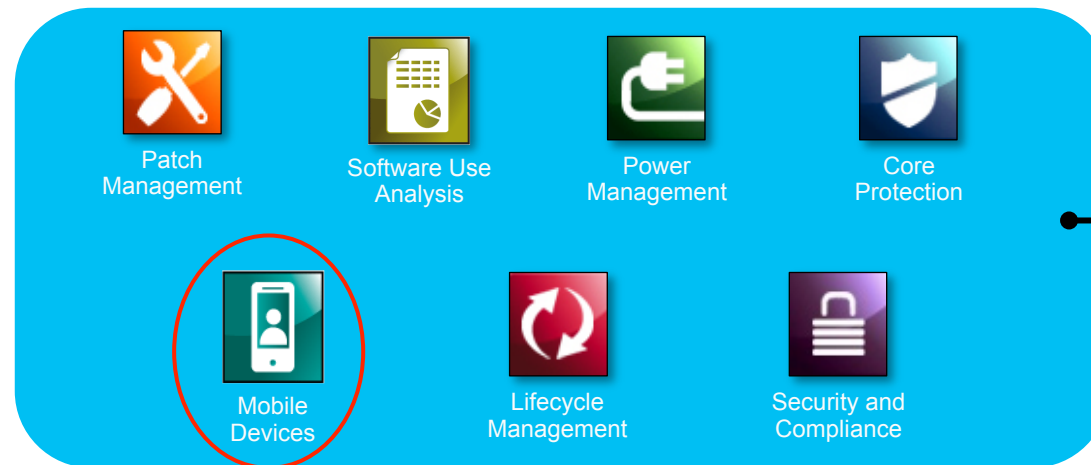 Patch
Management
Software Use
Analysis
Power
Management
Core
Protection
Mobile
Devices
Lifecycle
Management
Security and
Compliance